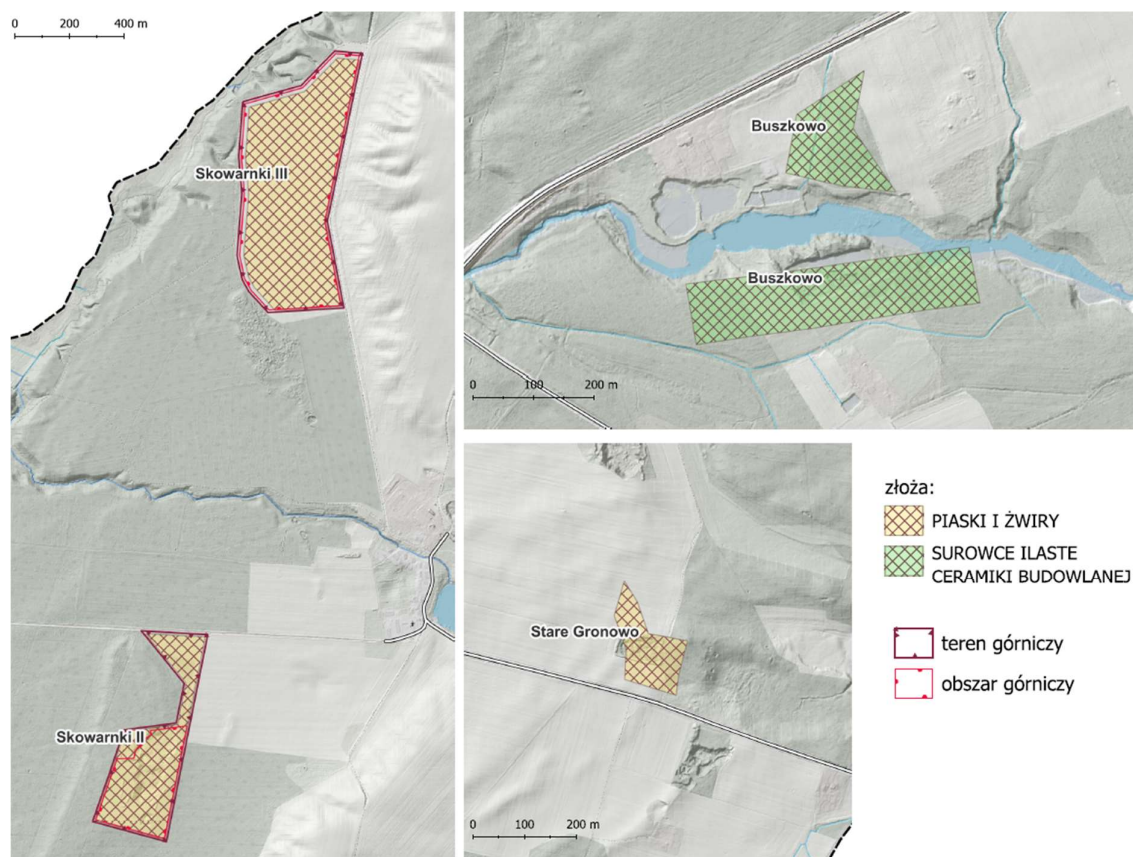 0 200 400 m
Skowarnki III
Skowarnki II
Buszkowo
Buszkowo
0 100 200 m
Stare Gronowo
0 100 200 m
złoża:
PIASKI I ŻWIRY
SUROWCE ILASTE
CERAMIKI BUDOWLANEJ
teren górniczy
obszar górniczy